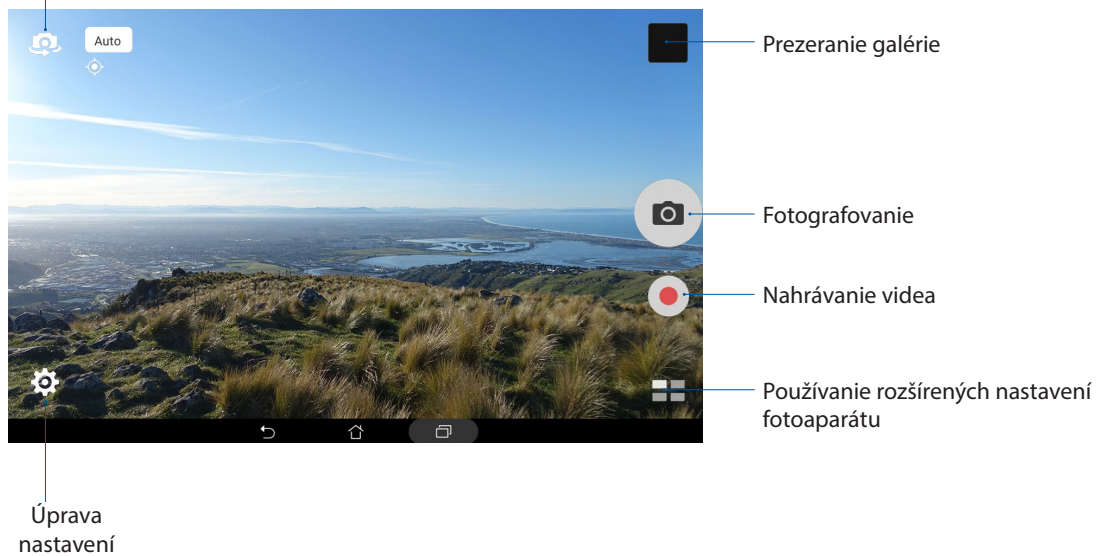 Auto
Prezeranie galérie
Fotografovanie
Nahrávanie videa
Používanie rozšírených nastavení
fotoaparátu
Úprava
nastavení